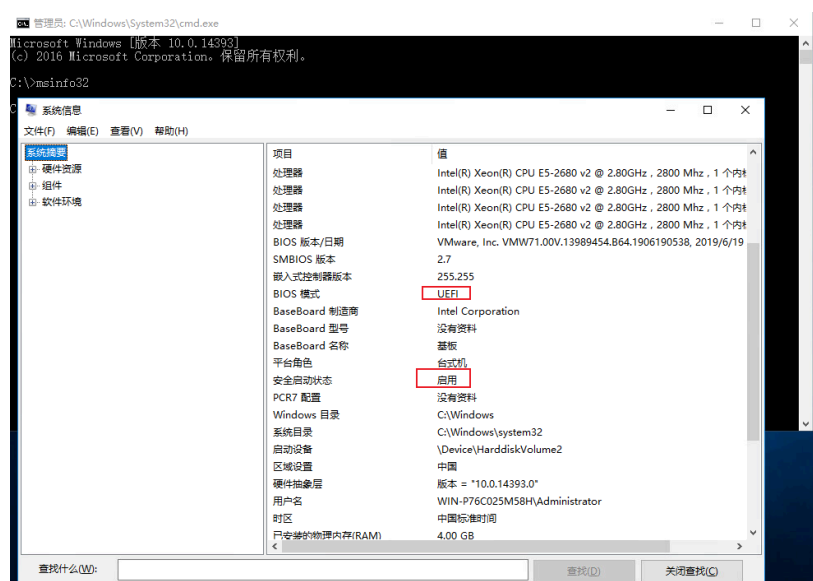 管理员: C:\Windows\System32\cmd.exe
Microsoft Windows [版本 10.0.14393]
(c) 2016 Microsoft Corporation。保留所有权利。
C:\>msinfo32
C
系统信息
文件(F) 编辑(E) 查看(V) 帮助(H)
系统摘要
硬件资源
组件
软件环境
项目 值
处理器 Intel(R) Xeon(R) CPU E5-2680 v2 @ 2.80GHz，2800 Mhz，1 个内核
处理器 Intel(R) Xeon(R) CPU E5-2680 v2 @ 2.80GHz，2800 Mhz，1 个内核
处理器 Intel(R) Xeon(R) CPU E5-2680 v2 @ 2.80GHz，2800 Mhz，1 个内核
处理器 Intel(R) Xeon(R) CPU E5-2680 v2 @ 2.80GHz，2800 Mhz，1 个内核
BIOS 版本/日期 VMware, Inc. VMW71.00V.13989454.B64.1906190538, 2019/6/19
SMBIOS 版本 2.7
嵌入式控制器版本 255.255
BIOS 模式 UEFI
BaseBoard 制造商 Intel Corporation
BaseBoard 型号 没有资料
BaseBoard 名称 基板
平台角色 台式机
安全启动状态 启用
PCR7 配置 没有资料
Windows 目录 C:\Windows
系统目录 C:\Windows\system32
启动设备 \Device\HarddiskVolume2
区域设置 中国
硬件抽象层 版本 = "10.0.14393.0"
用户名 WIN-P76C025M58H\Administrator
时区 中国标准时间
已安装的物理内存(RAM) 4.00 GB
查找什么(W): 查找(D) 关闭查找(C)